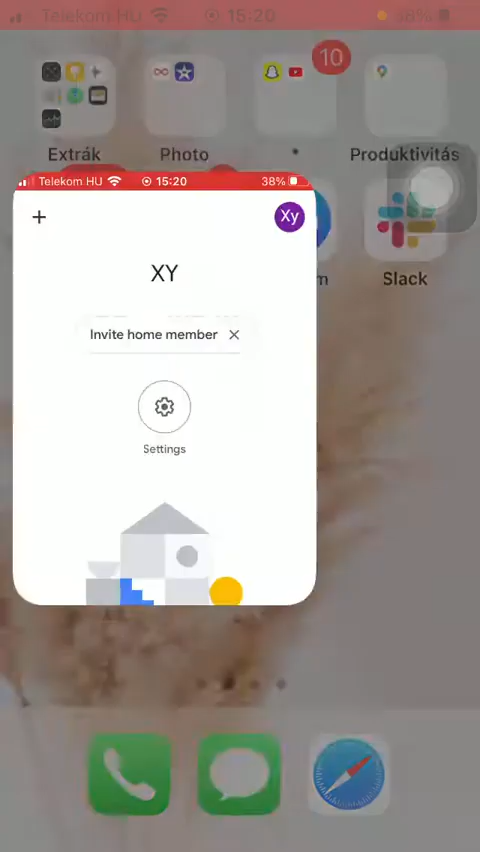 Telekom HU 15:20 38%
10
Extrák Photo * Produktivitás
Telekom HU 15:20 38%
+ Xy
XY
Invite home member ×
Settings
m Slack